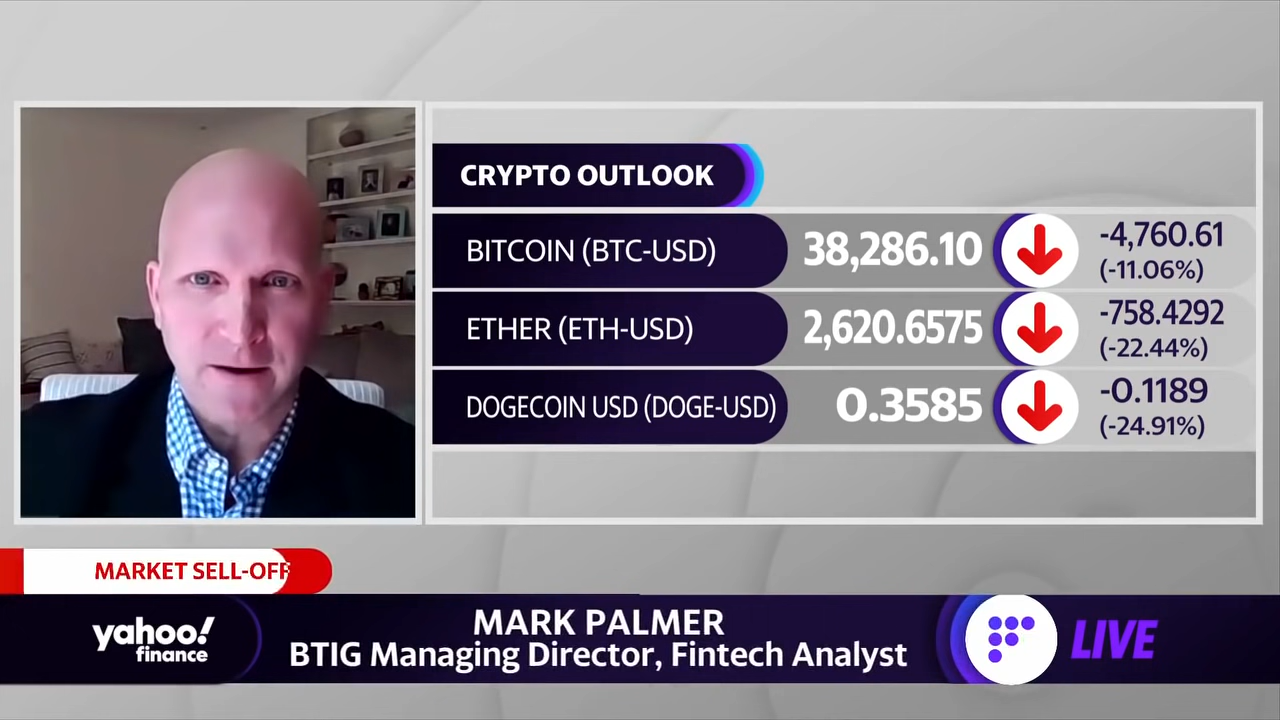 CRYPTO OUTLOOK
BITCOIN (BTC-USD) 38,286.10 -4,760.61 (-11.06%)
ETHER (ETH-USD) 2,620.6575 -758.4292 (-22.44%)
DOGECOIN USD (DOGE-USD) 0.3585 -0.1189 (-24.91%)
MARKET SELL-OFF
yahoo!
finance
MARK PALMER
BTIG Managing Director, Fintech Analyst
LIVE